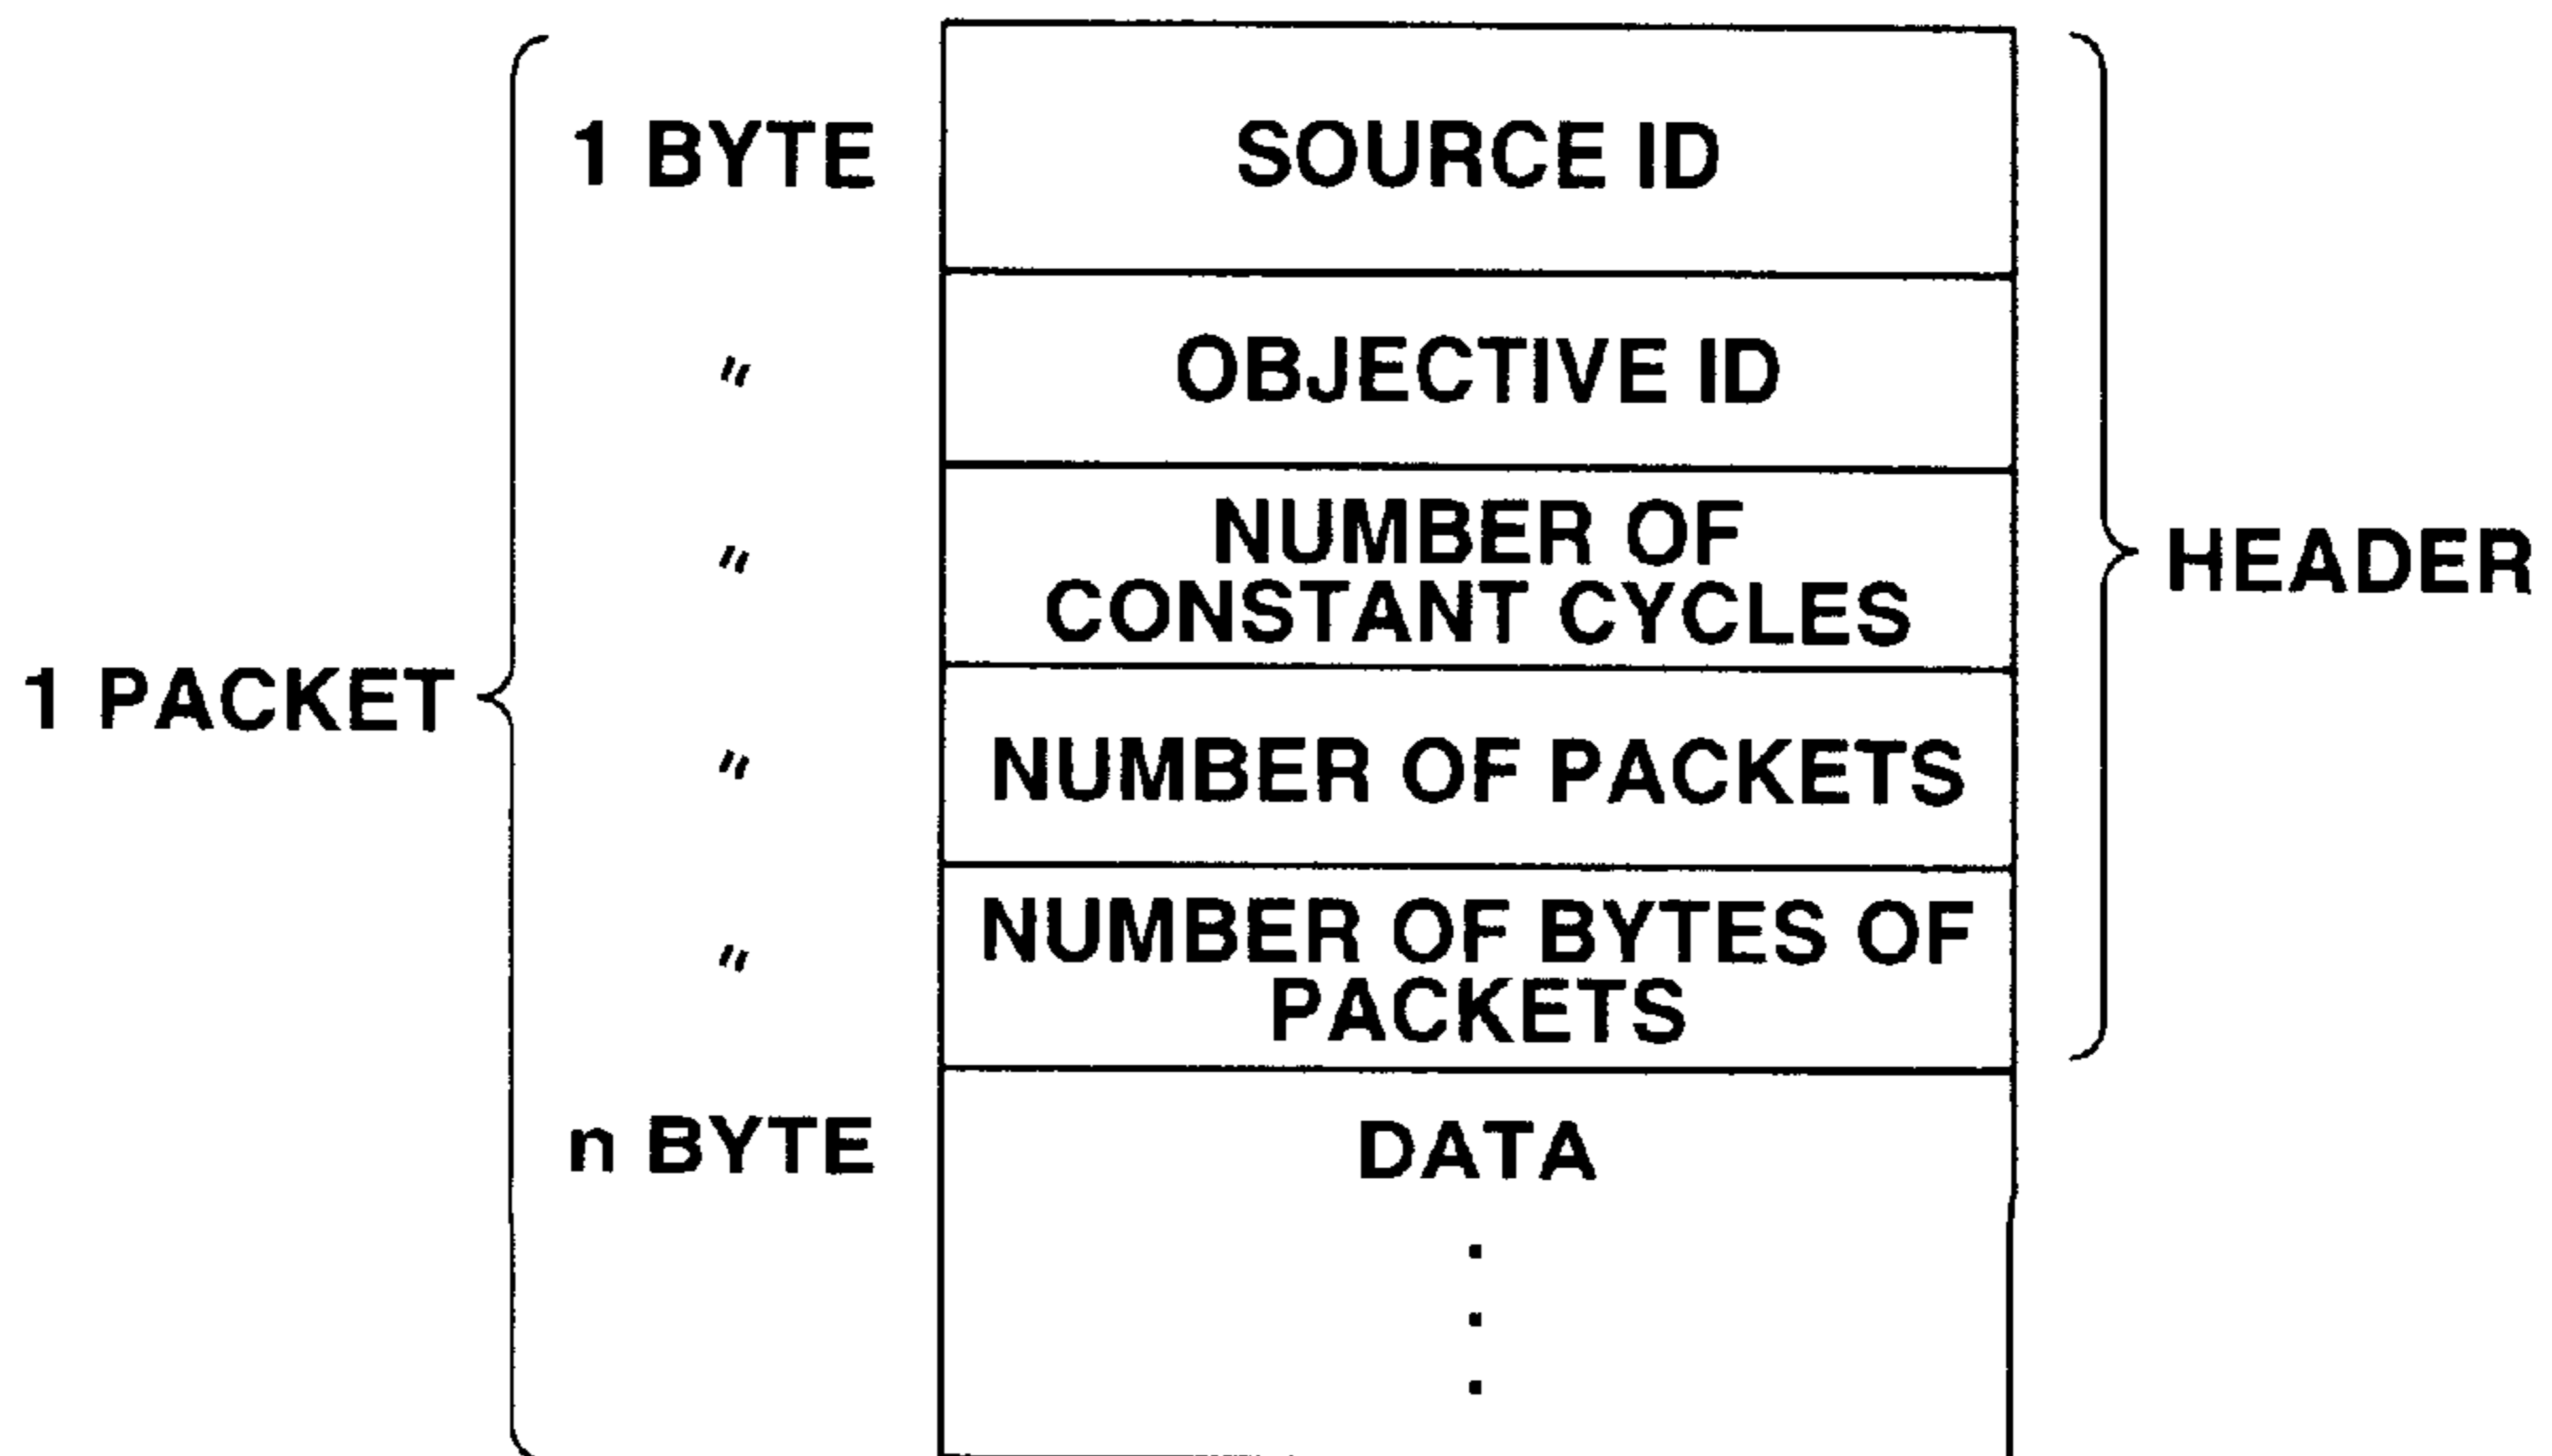 1 BYTE SOURCE ID
" OBJECTIVE ID
" NUMBER OF
CONSTANT CYCLES
HEADER
1 PACKET
" NUMBER OF PACKETS
" NUMBER OF BYTES OF
PACKETS
n BYTE DATA